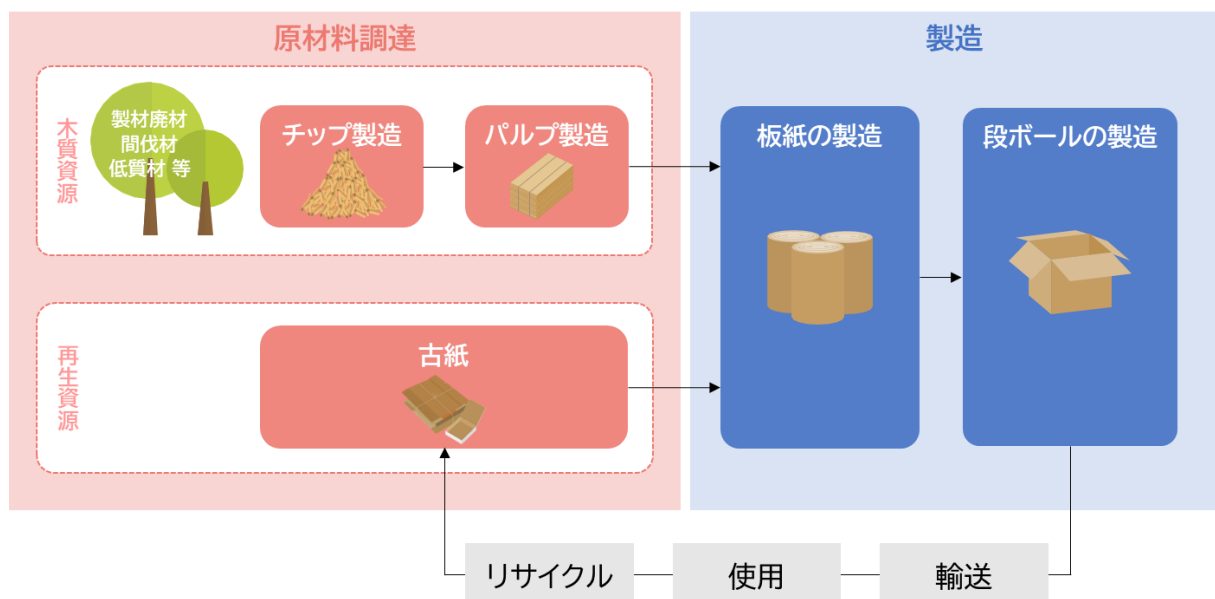 原材料調達
木質資源
製材廃材
間伐材
低質材 等
チップ製造
パルプ製造
再生資源
古紙
製造
板紙の製造
段ボールの製造
リサイクル
使用
輸送